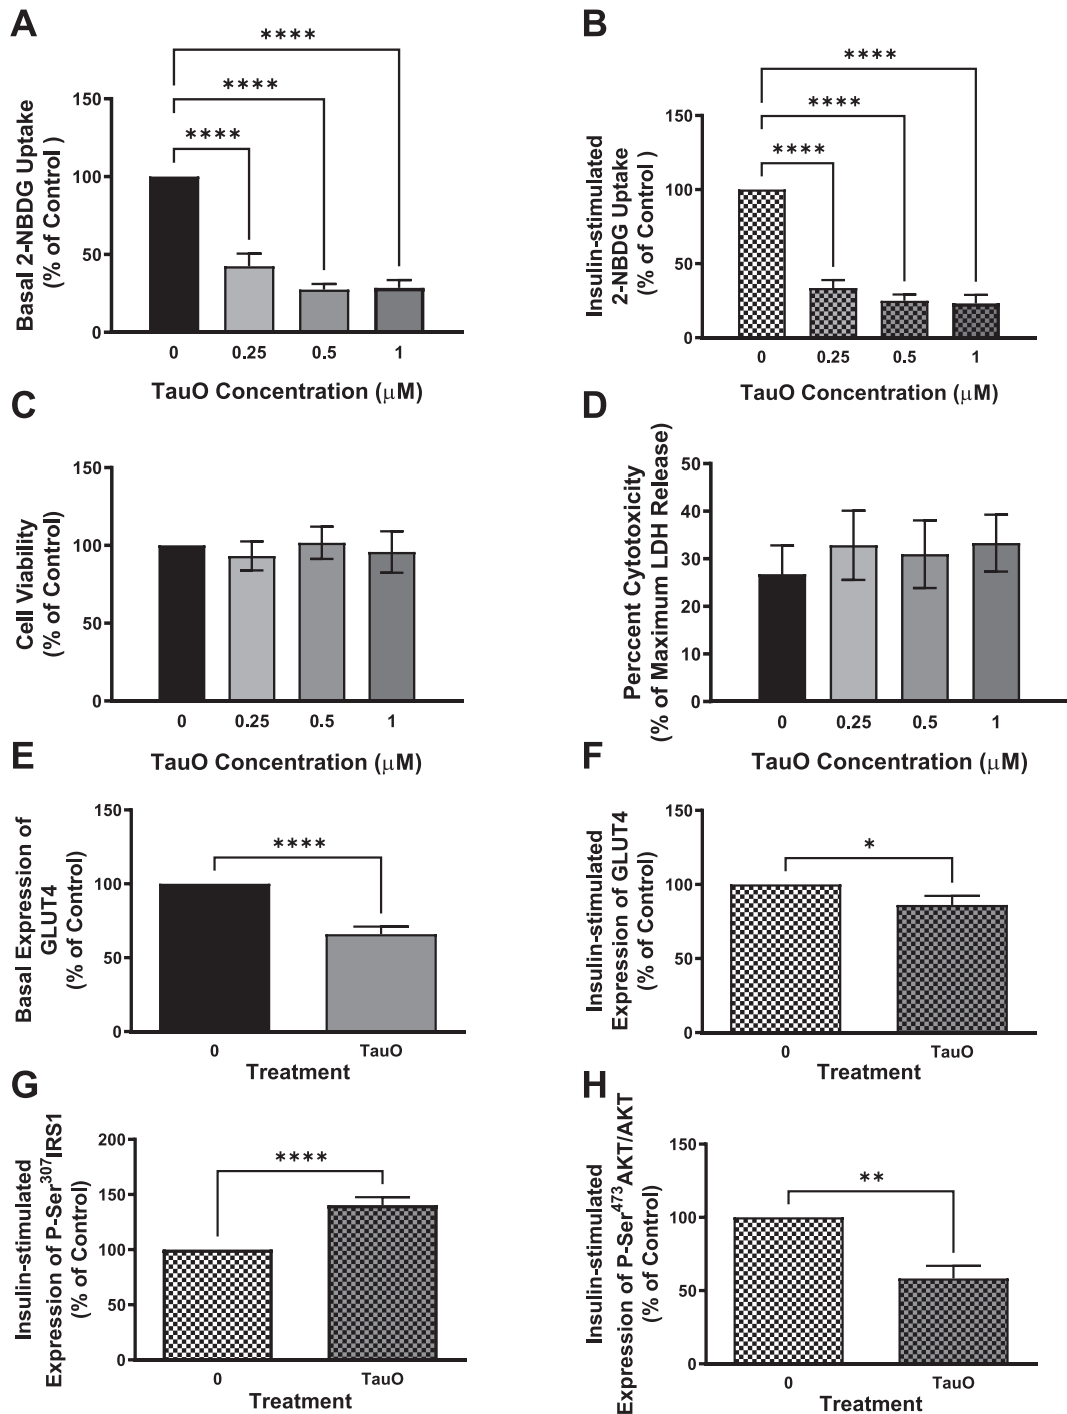 A
Basal 2-NBDG Uptake
(% of Control )
150
100
50
0
****
****
****
0 0.25 0.5 1
TauO Concentration (μM)
B
Insulin-stimulated
2-NBDG Uptake
(% of Control )
150
100
50
0
****
****
****
0 0.25 0.5 1
TauO Concentration (μM)
C
Cell Viability
(% of Control)
150
100
50
0
0 0.25 0.5 1
TauO Concentration (μM)
D
Perccent Cytotoxicity
(% of Maximum LDH Release)
50
40
30
20
10
0
0 0.25 0.5 1
TauO Concentration (μM)
E
Basal Expression of
GLUT4
(% of Control)
150
100
50
0
****
0 TauO
Treatment
F
Insulin-stimulated
Expression of GLUT4
(% of Control)
150
100
50
0
*
0 TauO
Treatment
G
Insulin-stimulated
Expression of P-Ser³⁰⁷IRS1
(% of Control)
200
150
100
50
0
****
0 TauO
Treatment
H
Insulin-stimulated
Expression of P-Ser⁴⁷³AKT/AKT
(% of Control)
150
100
50
0
**
0 TauO
Treatment